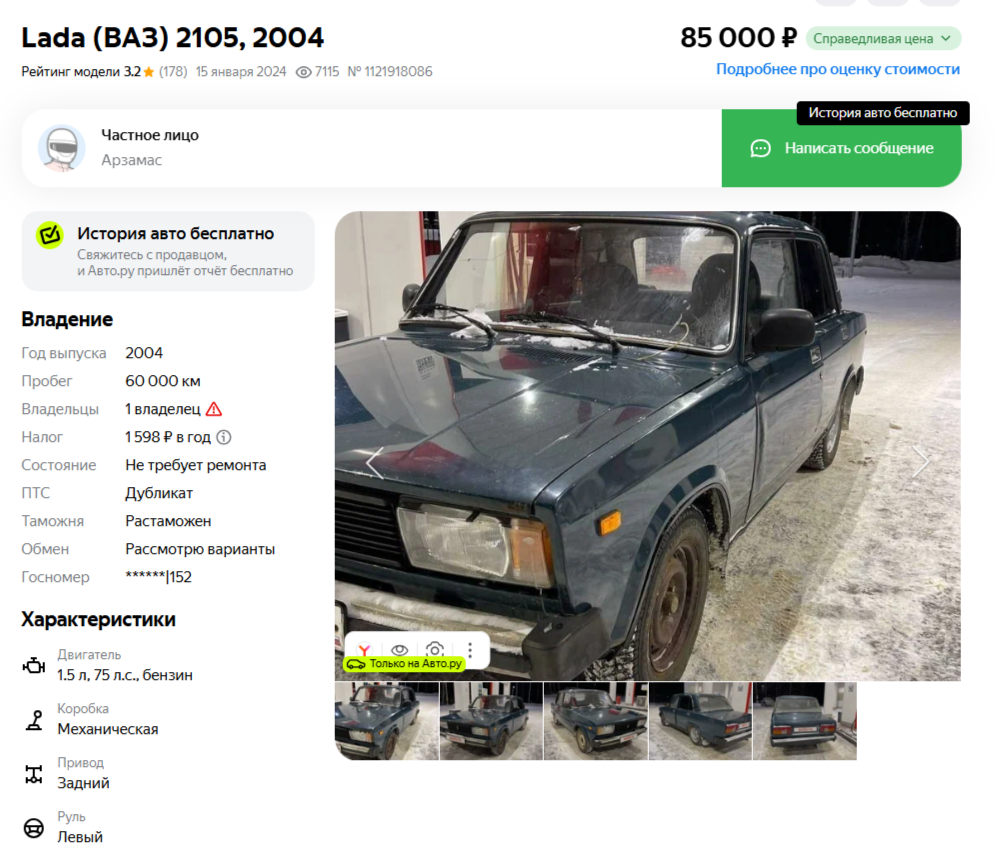 Lada (ВАЗ) 2105, 2004
85 000 ₽ Справедливая цена
Рейтинг модели 3.2 (178) 15 января 2024 7115 № 1121918086
Подробнее про оценку стоимости
История авто бесплатно
Частное лицо
Арзамас
Написать сообщение
История авто бесплатно
Свяжитесь с продавцом,
и Авто.ру пришлёт отчёт бесплатно
Владение
Год выпуска 2004
Пробег 60 000 км
Владельцы 1 владелец
Налог 1 598 ₽ в год
Состояние Не требует ремонта
ПТС Дубликат
Таможня Растаможен
Обмен Рассмотрю варианты
Госномер ******|152
Характеристики
Двигатель
1.5 л, 75 л.с., бензин
Коробка
Механическая
Привод
Задний
Руль
Левый
Только на Авто.ру